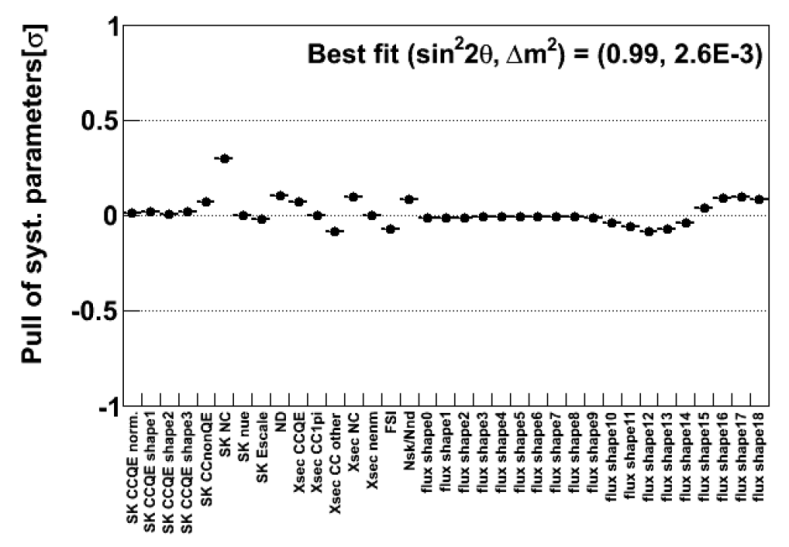 Best fit (sin²2θ, Δm²) = (0.99, 2.6E-3)
Pull of syst. parameters[σ]
1
0.5
0
-0.5
-1
SK CCQE norm.
SK CCQE shape1
SK CCQE shape2
SK CCQE shape3
SK CCnonQE
SK NC
SK nue
SK Escale
ND
Xsec CCQE
Xsec CC1pi
Xsec CC other
Xsec NC
Xsec nenm
FSI
Nsk/Nnd
flux shape0
flux shape1
flux shape2
flux shape3
flux shape4
flux shape5
flux shape6
flux shape7
flux shape8
flux shape9
flux shape10
flux shape11
flux shape12
flux shape13
flux shape14
flux shape15
flux shape16
flux shape17
flux shape18